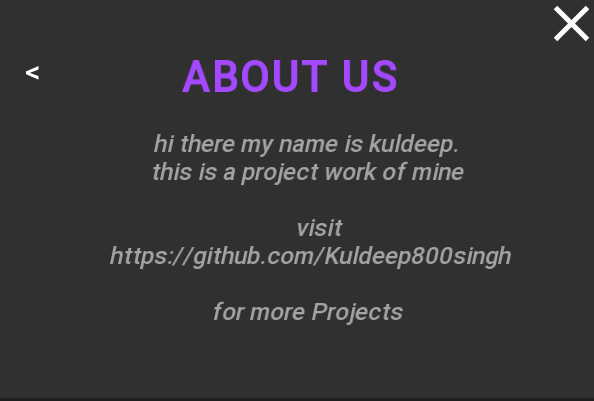 <
ABOUT US
hi there my name is kuldeep.
this is a project work of mine
visit
https://github.com/Kuldeep800singh
for more Projects